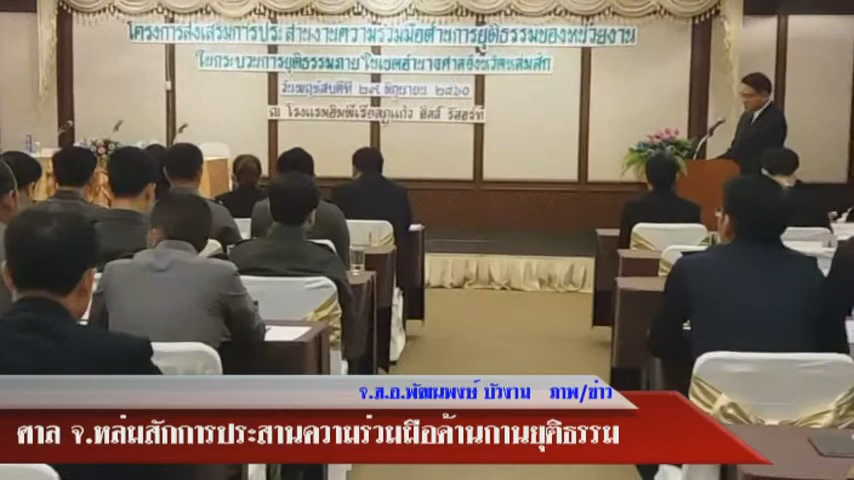 โครงการส่งเสริมการประสานงานความร่วมมือด้านการยุติธรรมของหน่วยงาน
ในกระบวนการยุติธรรมภายในเขตอำนาจศาลจังหวัดหล่มสัก
วันพฤหัสบดีที่ ๒๙ มิถุนายน ๒๕๖๐
ณ โรงแรมอิมพีเรียลภูแก้ว ฮิลล์ รีสอร์ท
จ.ส.อ.พัฒนพงษ์ บัวงาม ภาพ/ข่าว
ศาล จ.หล่มสักการประสานความร่วมมือด้านกานยุติธรรม